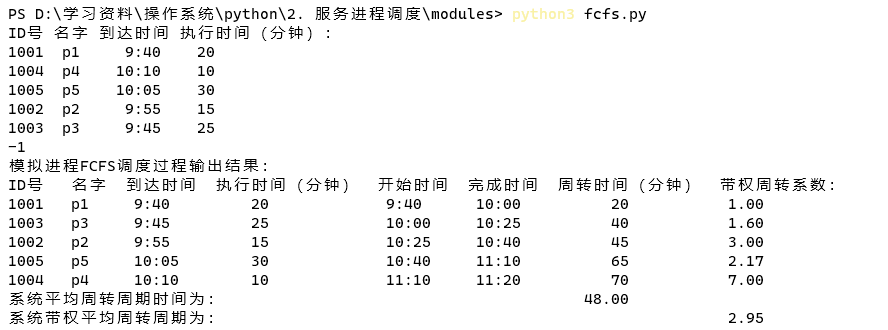 PS D:\学习资料\操作系统\python\2. 服务进程调度\modules> python3 fcfs.py
ID号 名字 到达时间 执行时间（分钟）:
1001 p1 9:40 20
1004 p4 10:10 10
1005 p5 10:05 30
1002 p2 9:55 15
1003 p3 9:45 25
-1
模拟进程FCFS调度过程输出结果:
ID号 名字 到达时间 执行时间（分钟） 开始时间 完成时间 周转时间（分钟） 带权周转系数:
1001 p1 9:40 20 9:40 10:00 20 1.00
1003 p3 9:45 25 10:00 10:25 40 1.60
1002 p2 9:55 15 10:25 10:40 45 3.00
1005 p5 10:05 30 10:40 11:10 65 2.17
1004 p4 10:10 10 11:10 11:20 70 7.00
系统平均周转周期时间为: 48.00
系统带权平均周转周期为: 2.95